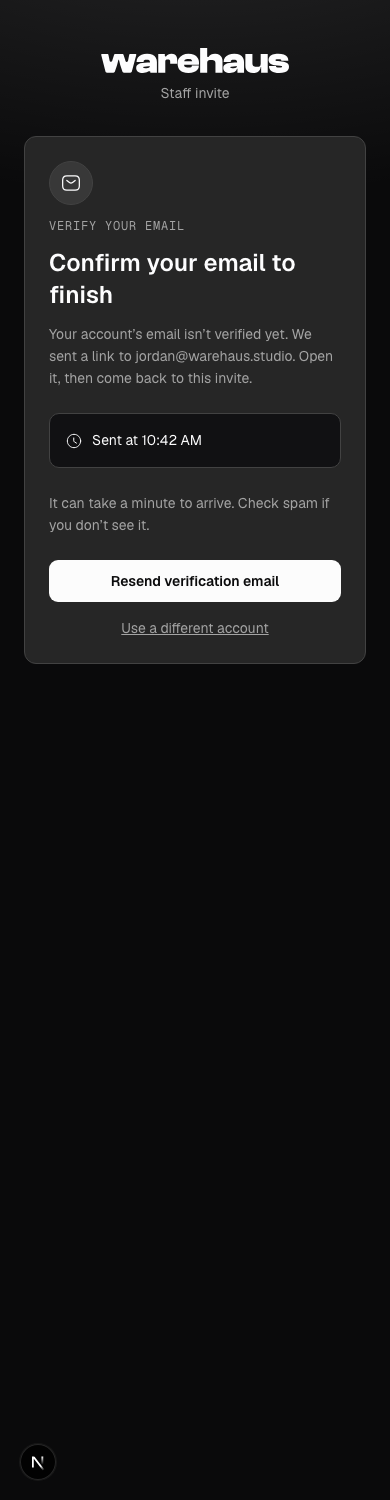 warehaus
Staff invite
VERIFY YOUR EMAIL
Confirm your email to
finish
Your account’s email isn’t verified yet. We
sent a link to jordan@warehaus.studio. Open
it, then come back to this invite.
Sent at 10:42 AM
It can take a minute to arrive. Check spam if
you don’t see it.
Resend verification email
Use a different account
N